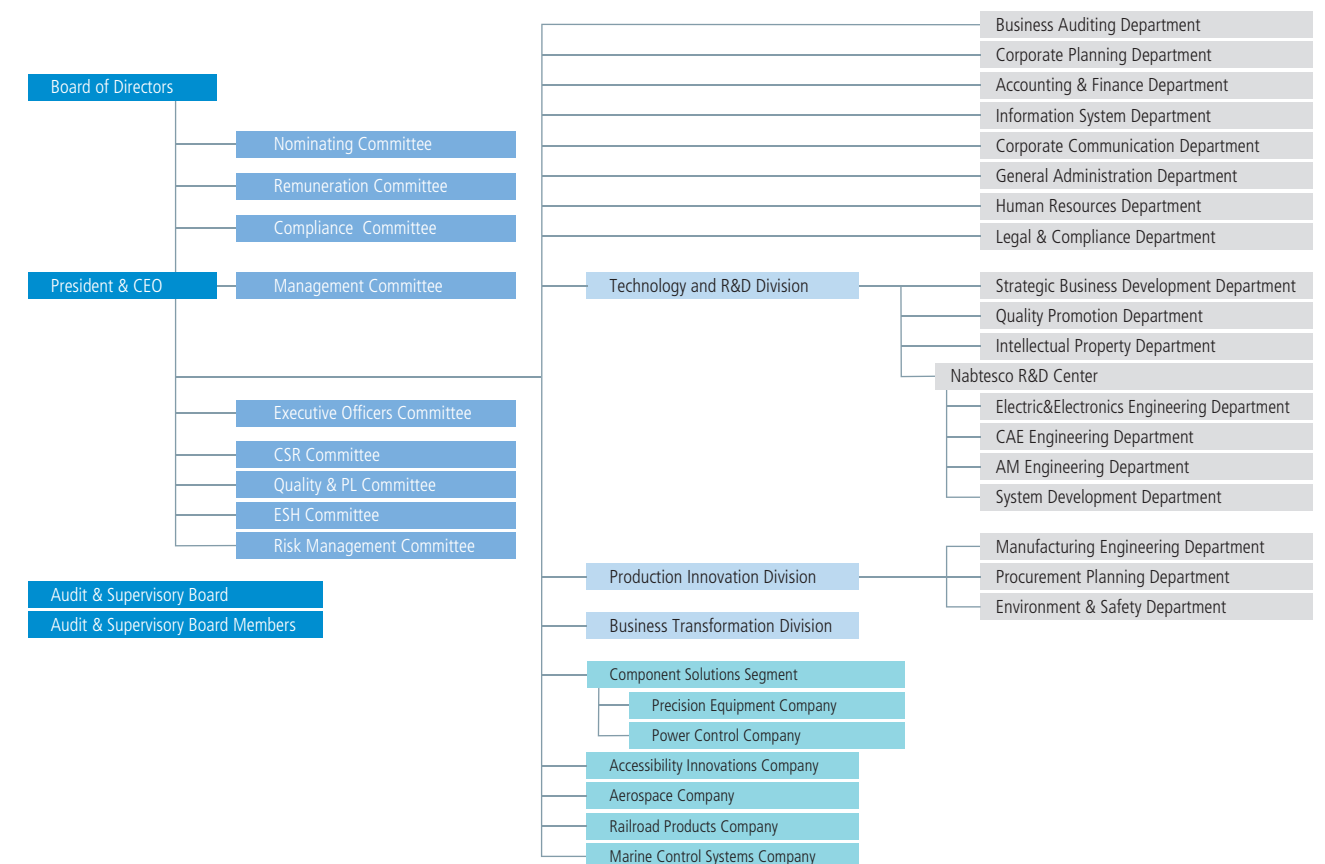 Board of Directors
Nominating Committee
Remuneration Committee
Compliance Committee
President & CEO
Management Committee
Executive Officers Committee
CSR Committee
Quality & PL Committee
ESH Committee
Risk Management Committee
Audit & Supervisory Board
Audit & Supervisory Board Members
Business Auditing Department
Corporate Planning Department
Accounting & Finance Department
Information System Department
Corporate Communication Department
General Administration Department
Human Resources Department
Legal & Compliance Department
Technology and R&D Division
Strategic Business Development Department
Quality Promotion Department
Intellectual Property Department
Nabtesco R&D Center
Electric&Electronics Engineering Department
CAE Engineering Department
AM Engineering Department
System Development Department
Production Innovation Division
Manufacturing Engineering Department
Procurement Planning Department
Environment & Safety Department
Business Transformation Division
Component Solutions Segment
Precision Equipment Company
Power Control Company
Accessibility Innovations Company
Aerospace Company
Railroad Products Company
Marine Control Systems Company